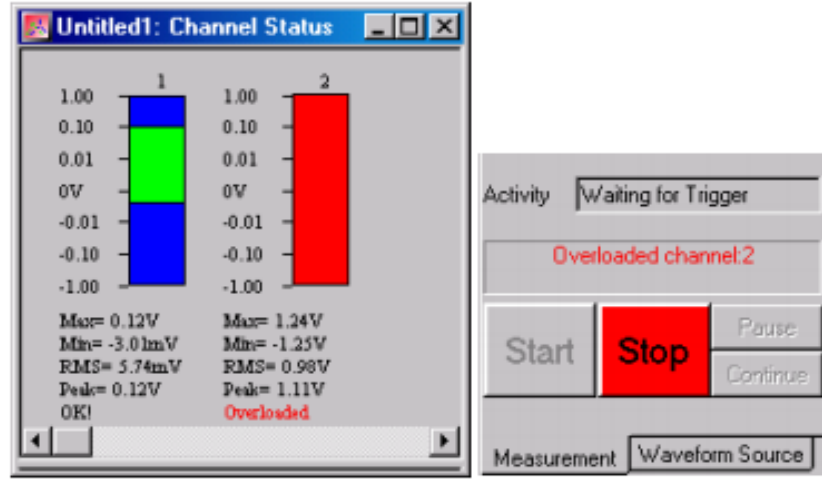 Untitled1: Channel Status
1 2
1.00 1.00
0.10 0.10
0.01 0.01
0V 0V
-0.01 -0.01
-0.10 -0.10
-1.00 -1.00
Max= 0.12V Max= 1.24V
Min= -3.01mV Min= -1.25V
RMS= 5.74mV RMS= 0.98V
Peak= 0.12V Peak= 1.11V
OK! Overloaded
Activity Waiting for Trigger
Overloaded channel:2
Start Stop Pause
Continue
Measurement Waveform Source